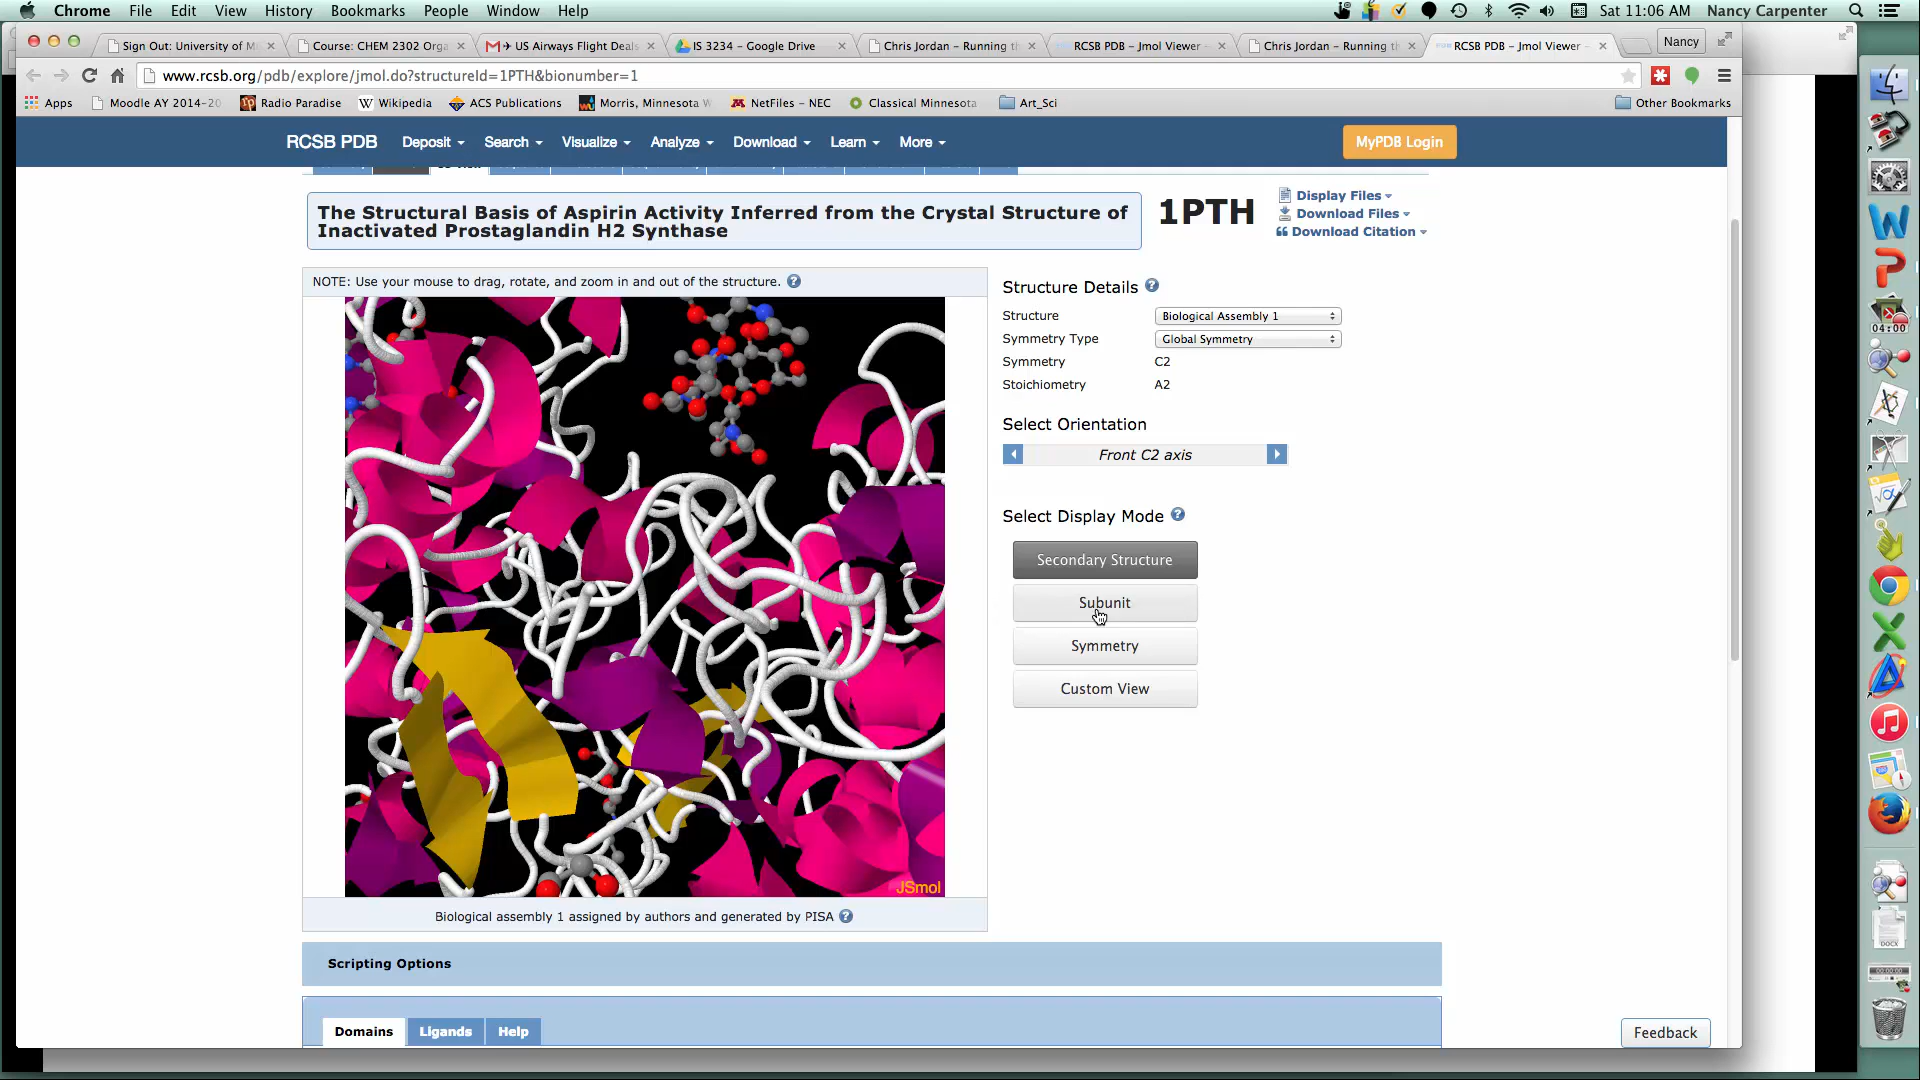 Chrome File Edit View History Bookmarks People Window Help
Sat 11:06 AM Nancy Carpenter
Sign Out: University of M
Course: CHEM 2302 Orga
US Airways Flight Deals
IS 3234 – Google Drive
Chris Jordan – Running th
RCSB PDB – Jmol Viewer –
Chris Jordan – Running th
RCSB PDB – Jmol Viewer –
Nancy
www.rcsb.org/pdb/explore/jmol.do?structureId=1PTH&bionumber=1
Apps
Moodle AY 2014–20
Radio Paradise
Wikipedia
ACS Publications
Morris, Minnesota W
NetFiles – NEC
Classical Minnesota
Art_Sci
Other Bookmarks
RCSB PDB Deposit Search Visualize Analyze Download Learn More
MyPDB Login
The Structural Basis of Aspirin Activity Inferred from the Crystal Structure of
Inactivated Prostaglandin H2 Synthase
1PTH
Display Files
Download Files
Download Citation
NOTE: Use your mouse to drag, rotate, and zoom in and out of the structure.
JSmol
Biological assembly 1 assigned by authors and generated by PISA
Structure Details
Structure Biological Assembly 1
Symmetry Type Global Symmetry
Symmetry C2
Stoichiometry A2
Select Orientation
Front C2 axis
Select Display Mode
Secondary Structure
Subunit
Symmetry
Custom View
Scripting Options
Domains Ligands Help
Feedback
04:00
DOCX